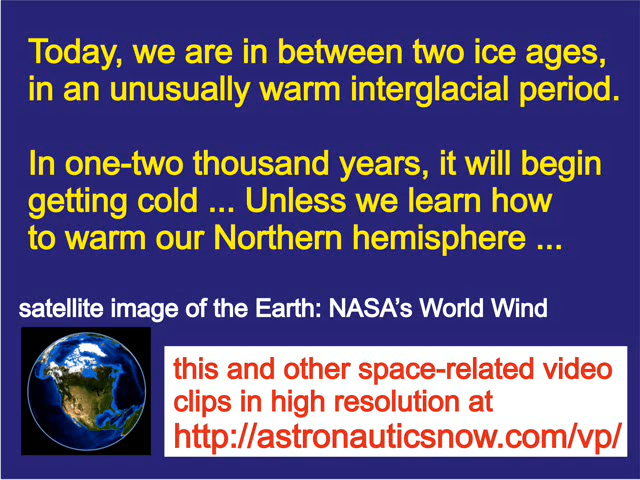 Today, we are in between two ice ages,
in an unusually warm interglacial period.
In one-two thousand years, it will begin
getting cold ... Unless we learn how
to warm our Northern hemisphere ...
satellite image of the Earth: NASA's World Wind
this and other space-related video
clips in high resolution at
http://astronauticsnow.com/vp/